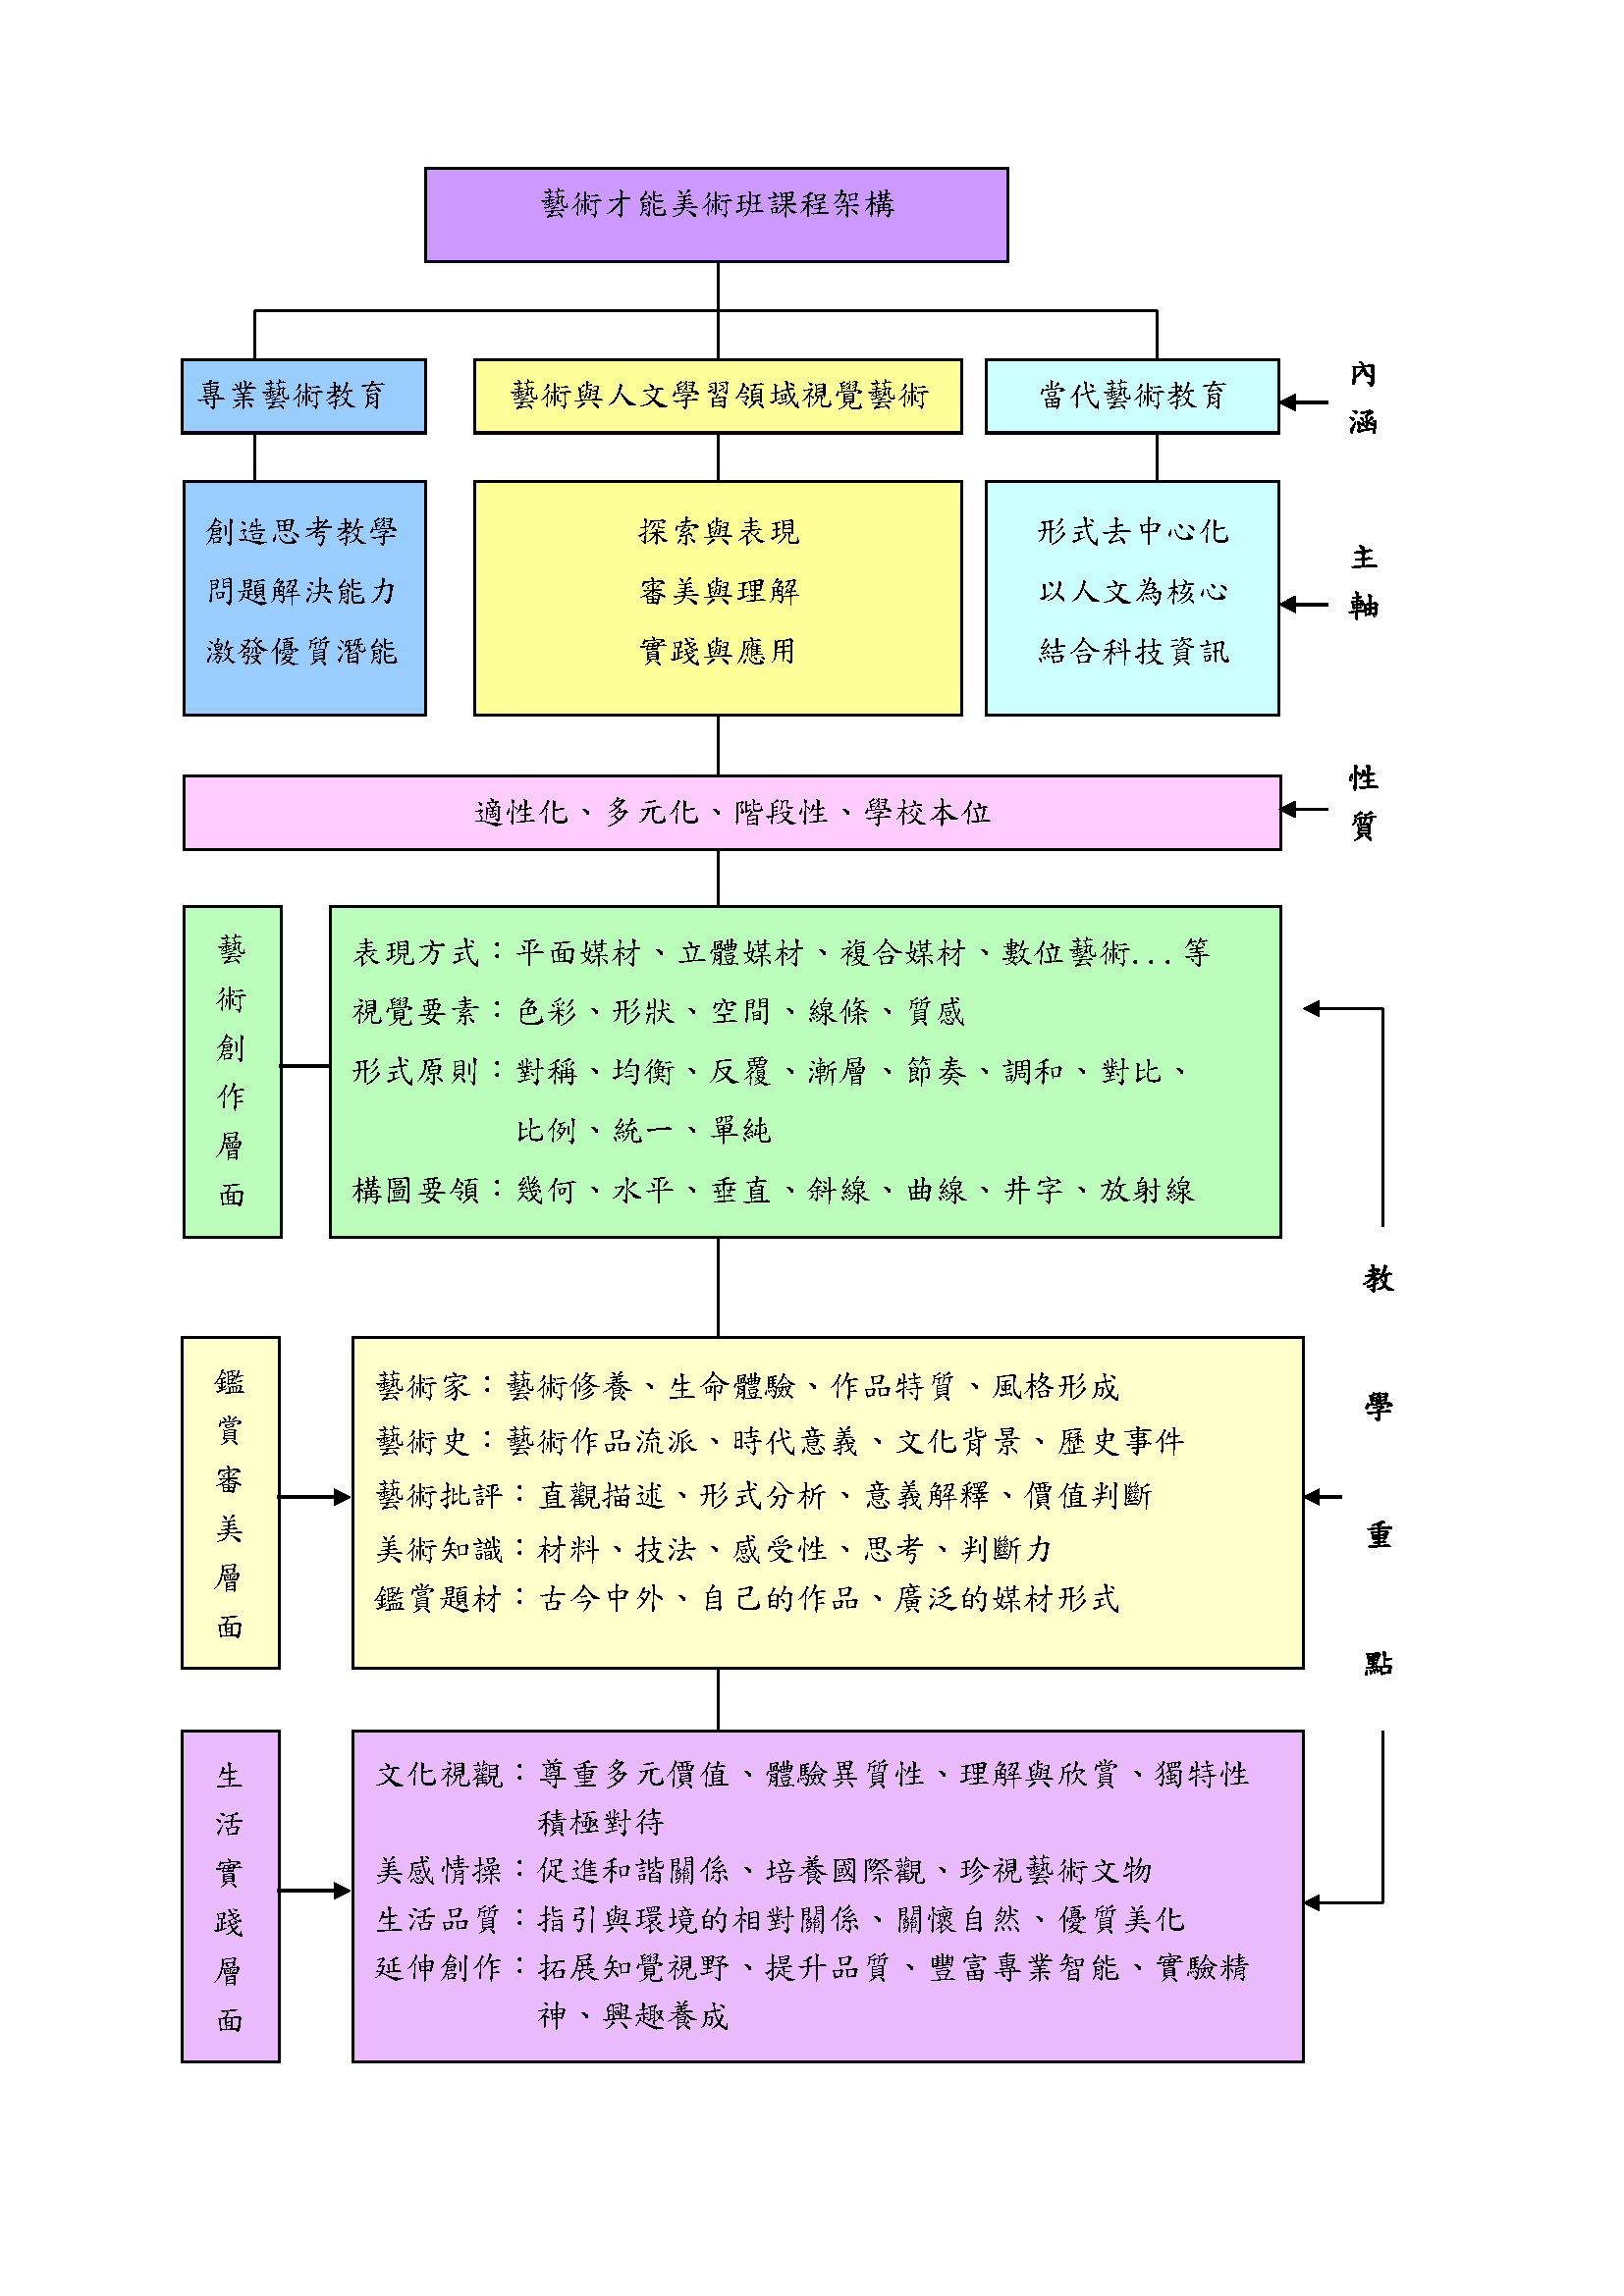 藝術才能美術班課程架構
專業藝術教育
藝術與人文學習領域視覺藝術
當代藝術教育
內涵
創造思考教學
問題解決能力
激發優質潛能
探索與表現
審美與理解
實踐與應用
形式去中心化
以人文為核心
結合科技資訊
主軸
適性化、多元化、階段性、學校本位
性質
藝術創作層面
表現方式：平面媒材、立體媒材、複合媒材、數位藝術...等
視覺要素：色彩、形狀、空間、線條、質感
形式原則：對稱、均衡、反覆、漸層、節奏、調和、對比、
比例、統一、單純
構圖要領：幾何、水平、垂直、斜線、曲線、井字、放射線
教學重點
鑑賞審美層面
藝術家：藝術修養、生命體驗、作品特質、風格形成
藝術史：藝術作品流派、時代意義、文化背景、歷史事件
藝術批評：直觀描述、形式分析、意義解釋、價值判斷
美術知識：材料、技法、感受性、思考、判斷力
鑑賞題材：古今中外、自己的作品、廣泛的媒材形式
生活實踐層面
文化視觀：尊重多元價值、體驗異質性、理解與欣賞、獨特性
積極對待
美感情操：促進和諧關係、培養國際觀、珍視藝術文物
生活品質：指引與環境的相對關係、關懷自然、優質美化
延伸創作：拓展知覺視野、提升品質、豐富專業智能、實驗精
神、興趣養成